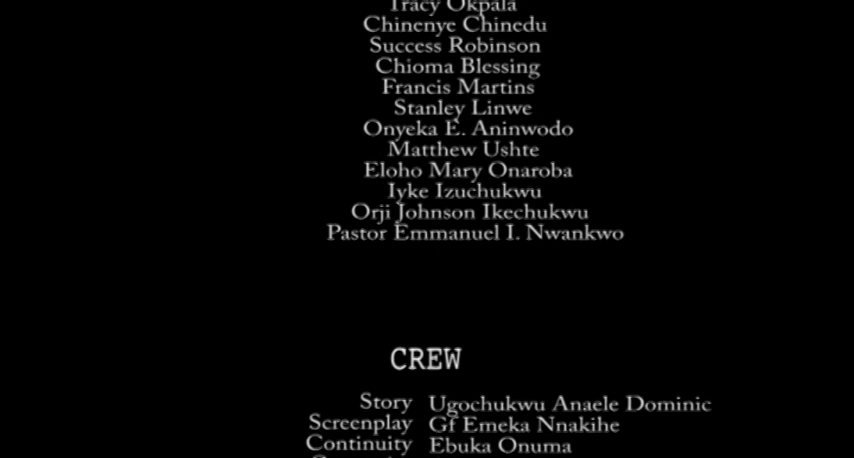 Tracy Okpala
Chinenye Chinedu
Success Robinson
Chioma Blessing
Francis Martins
Stanley Linwe
Onyeka E. Aninwodo
Matthew Ushte
Eloho Mary Onaroba
Iyke Izuchukwu
Orji Johnson Ikechukwu
Pastor Emmanuel I. Nwankwo
CREW
Story Ugochukwu Anaele Dominic
Screenplay Gf Emeka Nnakihe
Continuity Ebuka Onuma